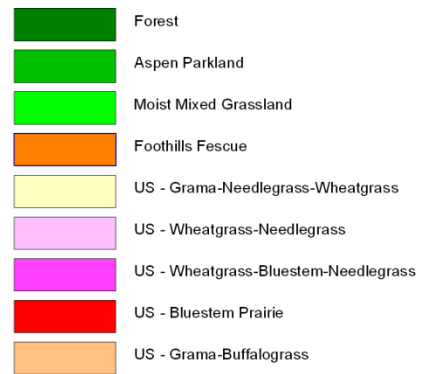 Forest
Aspen Parkland
Moist Mixed Grassland
Foothills Fescue
US - Grama-Needlegrass-Wheatgrass
US - Wheatgrass-Needlegrass
US - Wheatgrass-Bluestem-Needlegrass
US - Bluestem Prairie
US - Grama-Buffalograss